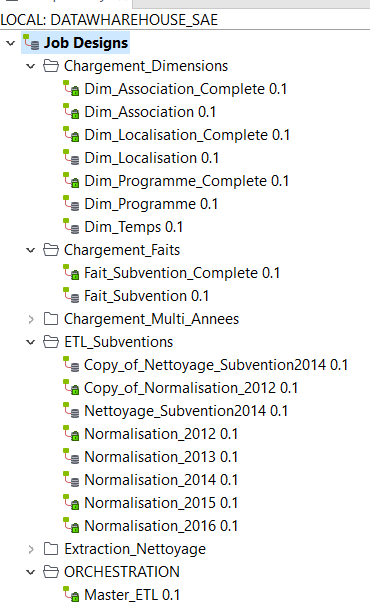 LOCAL: DATAWHAREHOUSE_SAE
Job Designs
Chargement_Dimensions
Dim_Association_Complete 0.1
Dim_Association 0.1
Dim_Localisation_Complete 0.1
Dim_Localisation 0.1
Dim_Programme_Complete 0.1
Dim_Programme 0.1
Dim_Temps 0.1
Chargement_Faits
Fait_Subvention_Complete 0.1
Fait_Subvention 0.1
Chargement_Multi_Annees
ETL_Subventions
Copy_of_Nettoyage_Subvention2014 0.1
Copy_of_Normalisation_2012 0.1
Nettoyage_Subvention2014 0.1
Normalisation_2012 0.1
Normalisation_2013 0.1
Normalisation_2014 0.1
Normalisation_2015 0.1
Normalisation_2016 0.1
Extraction_Nettoyage
ORCHESTRATION
Master_ETL 0.1